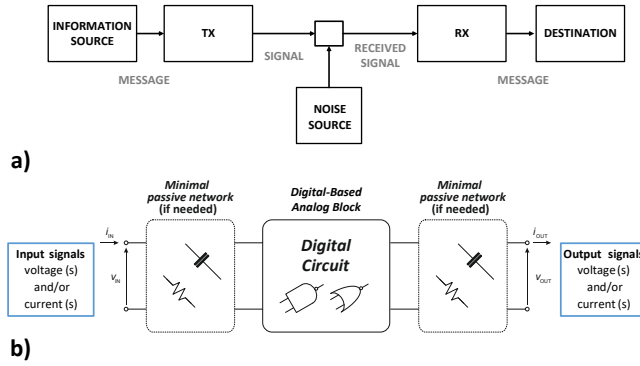 INFORMATION
SOURCE
TX
RX
DESTINATION
SIGNAL
RECEIVED
SIGNAL
MESSAGE
MESSAGE
NOISE
SOURCE
a)
Minimal
passive network
(if needed)
Digital-Based
Analog Block
Minimal
passive network
(if needed)
iIN
iOUT
Digital
Circuit
Input signals
voltage (s)
and/or
current (s)
vIN
vOUT
Output signals
voltage (s)
and/or
current (s)
b)